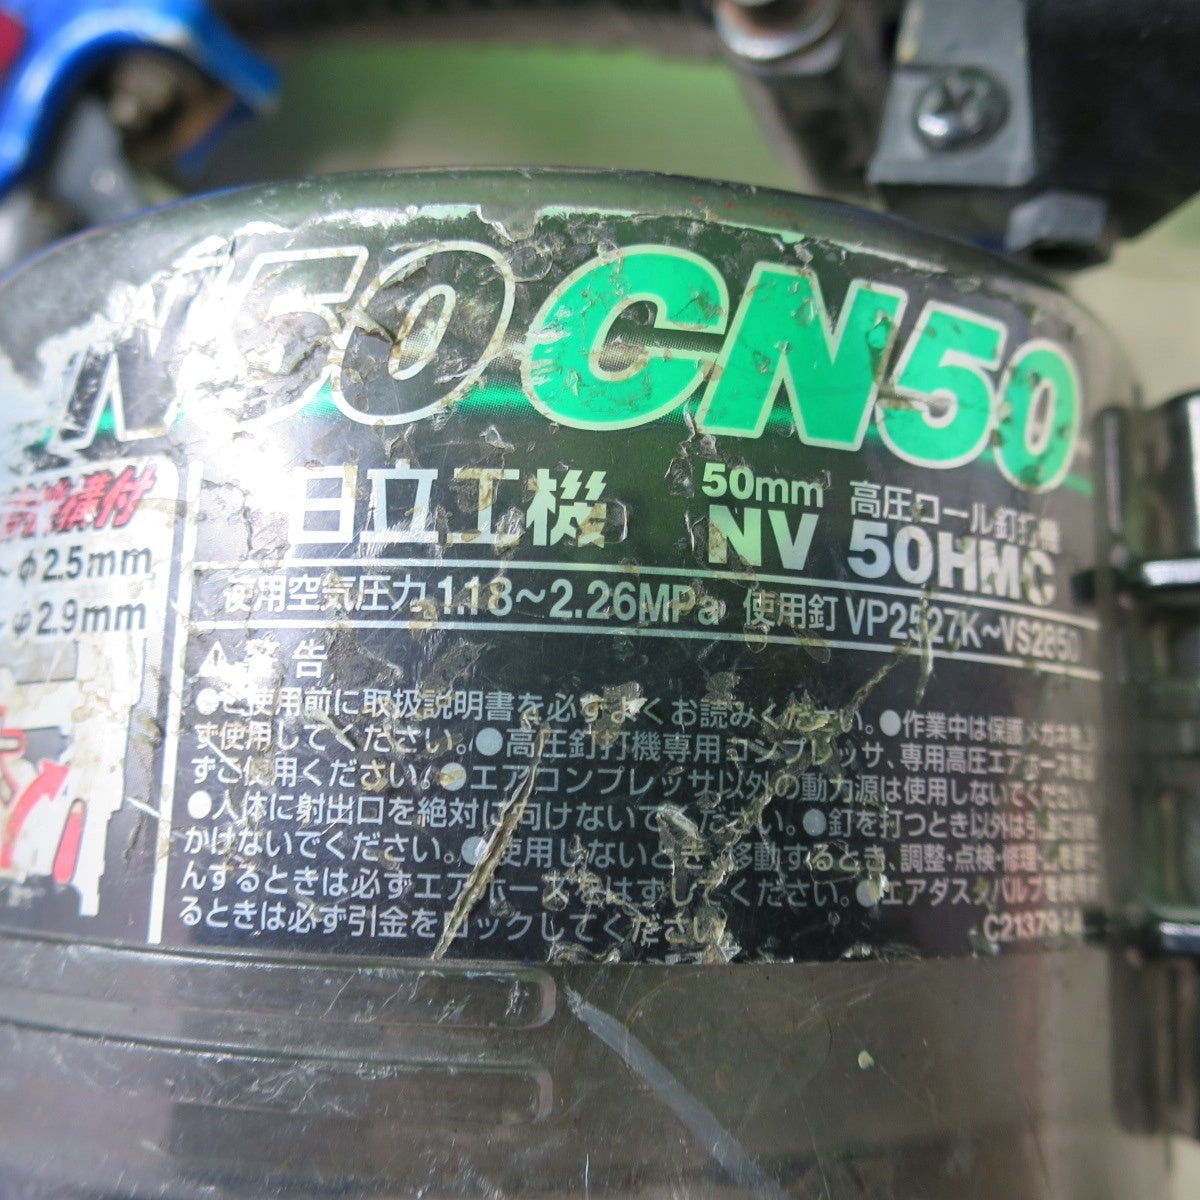 N50 CN50
構付
φ2.5mm
φ2.9mm
日立工機
50mm 高圧ロール釘打機
NV 50HMC
使用空気圧力 1.18～2.26MPa 使用釘 VP2527K～VS2850
⚠警告
●ご使用前に取扱説明書を必ずよくお読みください。●作業中は保護メガネを
ず使用してください。●高圧釘打機専用コンプレッサ、専用高圧エアホースを
ずご使用ください。●エアコンプレッサ以外の動力源は使用しないでください。
●人体に射出口を絶対に向けないでください。●釘を打つとき以外は引金に
かけないでください。●使用しないとき、移動するとき、調整・点検・修理
んするときは必ずエアホースをはずしてください。●エアダスタバルブを使用
るときは必ず引金をロックしてください
C21379